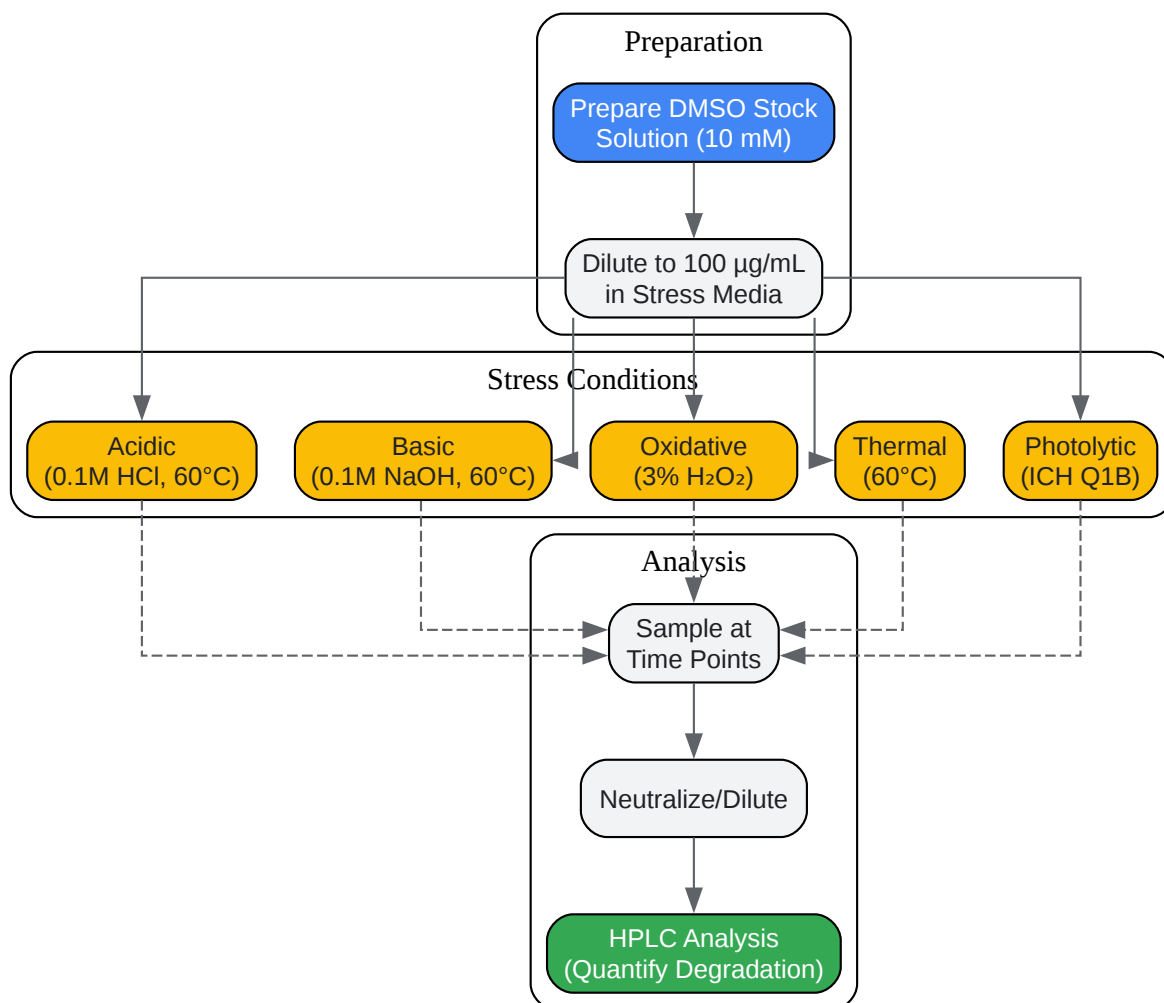 Preparation
Prepare DMSO Stock
Solution (10 mM)
Dilute to 100 µg/mL
in Stress Media
Stress Conditions
Acidic
(0.1M HCl, 60°C)
Basic
(0.1M NaOH, 60°C)
Oxidative
(3% H₂O₂)
Thermal
(60°C)
Photolytic
(ICH Q1B)
Analysis
Sample at
Time Points
Neutralize/Dilute
HPLC Analysis
(Quantify Degradation)